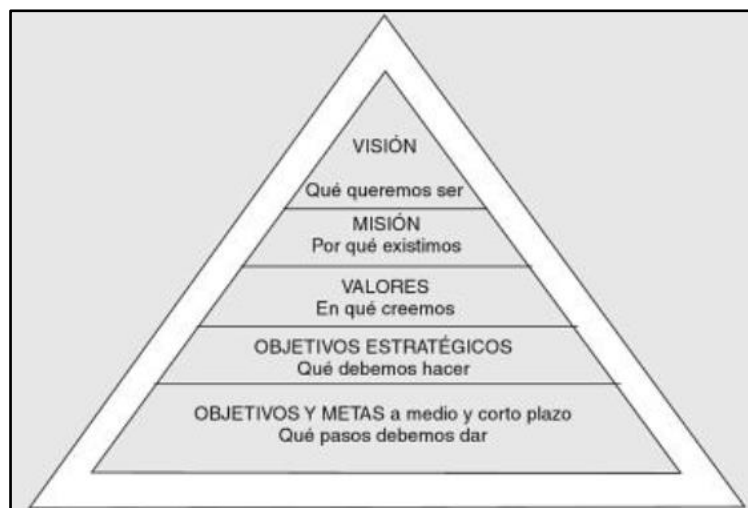 VISIÓN
Qué queremos ser
MISIÓN
Por qué existimos
VALORES
En qué creemos
OBJETIVOS ESTRATÉGICOS
Qué debemos hacer
OBJETIVOS Y METAS a medio y corto plazo
Qué pasos debemos dar